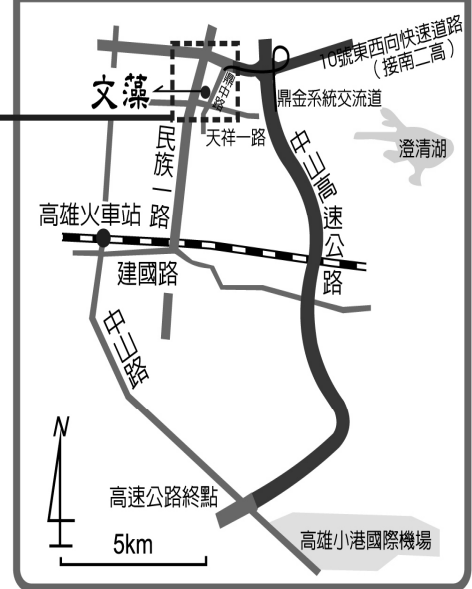 10號東西向快速道路
(接南二高)
文藻
鼎中路
鼎金系統交流道
天祥一路
澄清湖
民族一路
中山高速公路
高雄火車站
建國路
中山路
N
高速公路終點
5km
高雄小港國際機場